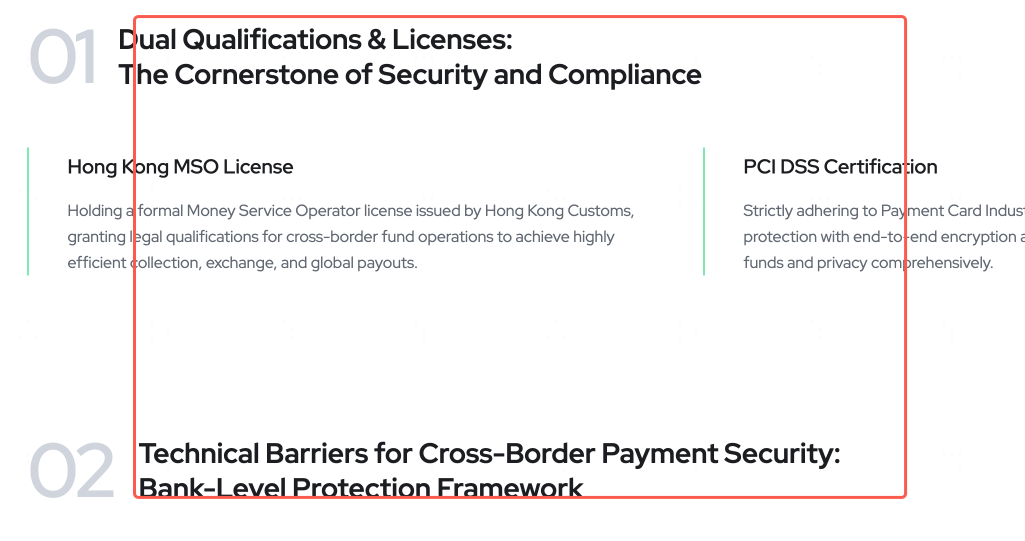 01
Dual Qualifications & Licenses:
The Cornerstone of Security and Compliance
Hong Kong MSO License
Holding a formal Money Service Operator license issued by Hong Kong Customs,
granting legal qualifications for cross-border fund operations to achieve highly
efficient collection, exchange, and global payouts.
PCI DSS Certification
Strictly adhering to Payment Card
protection with end-to-end encryption
funds and privacy comprehensively.
02
Technical Barriers for Cross-Border Payment Security:
Bank-Level Protection Framework